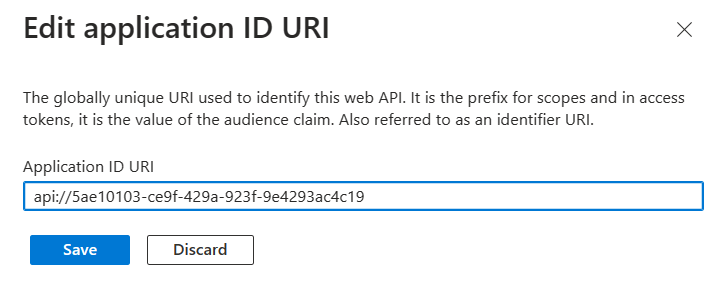 Edit application ID URI
The globally unique URI used to identify this web API. It is the prefix for scopes and in access
tokens, it is the value of the audience claim. Also referred to as an identifier URI.
Application ID URI
api://5ae10103-ce9f-429a-923f-9e4293ac4c19
Save Discard